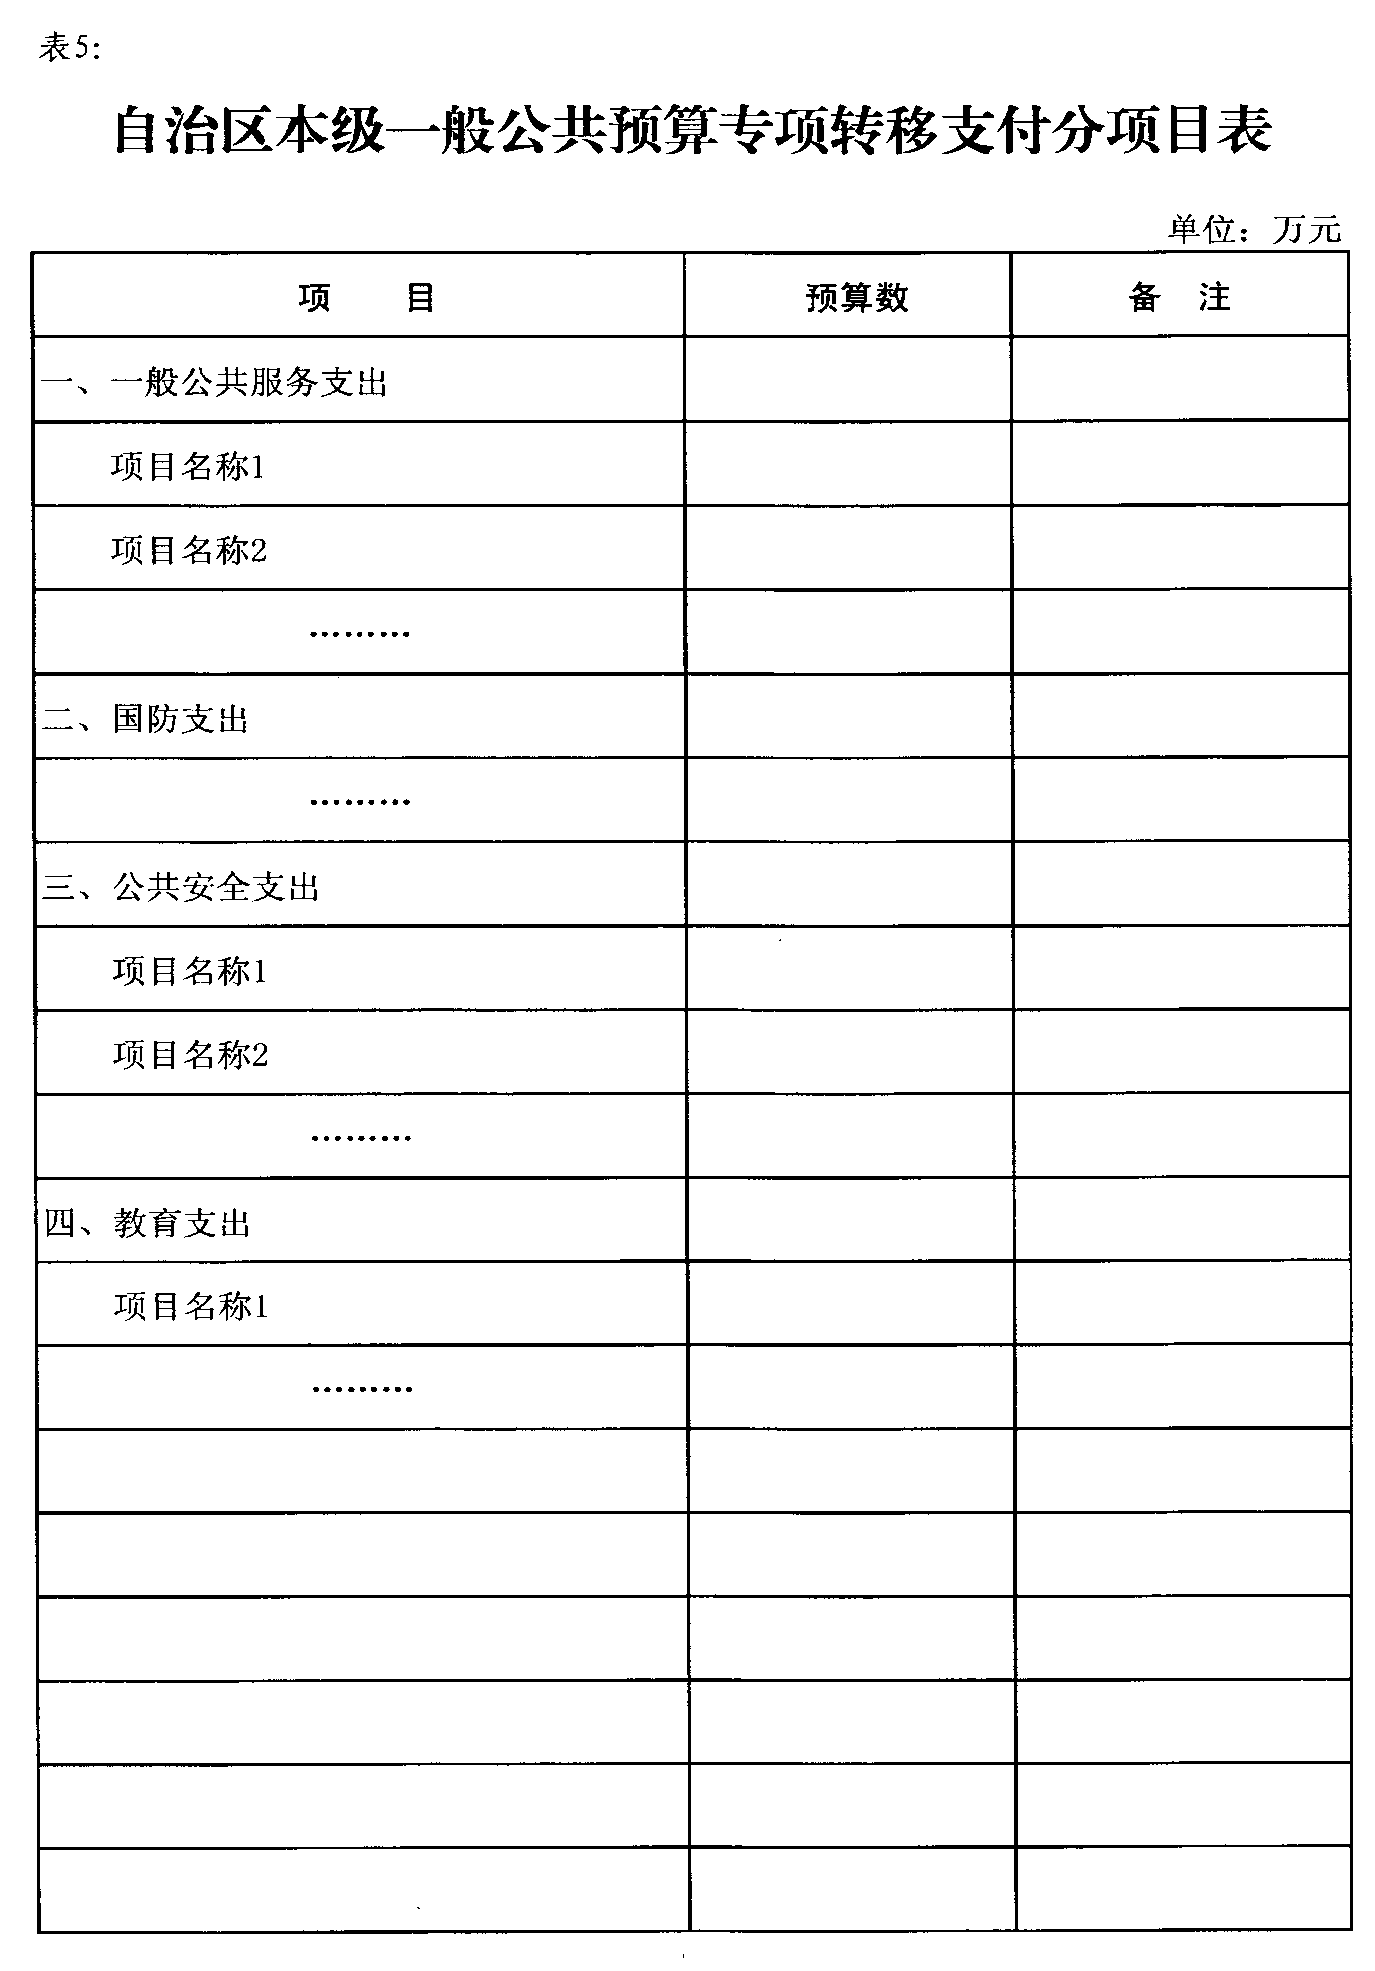 表5:
自治区本级一般公共预算专项转移支付分项目表
单位：万元
项 目 预算数 备 注
一、一般公共服务支出
项目名称1
项目名称2
………
二、国防支出
………
三、公共安全支出
项目名称1
项目名称2
………
四、教育支出
项目名称1
………